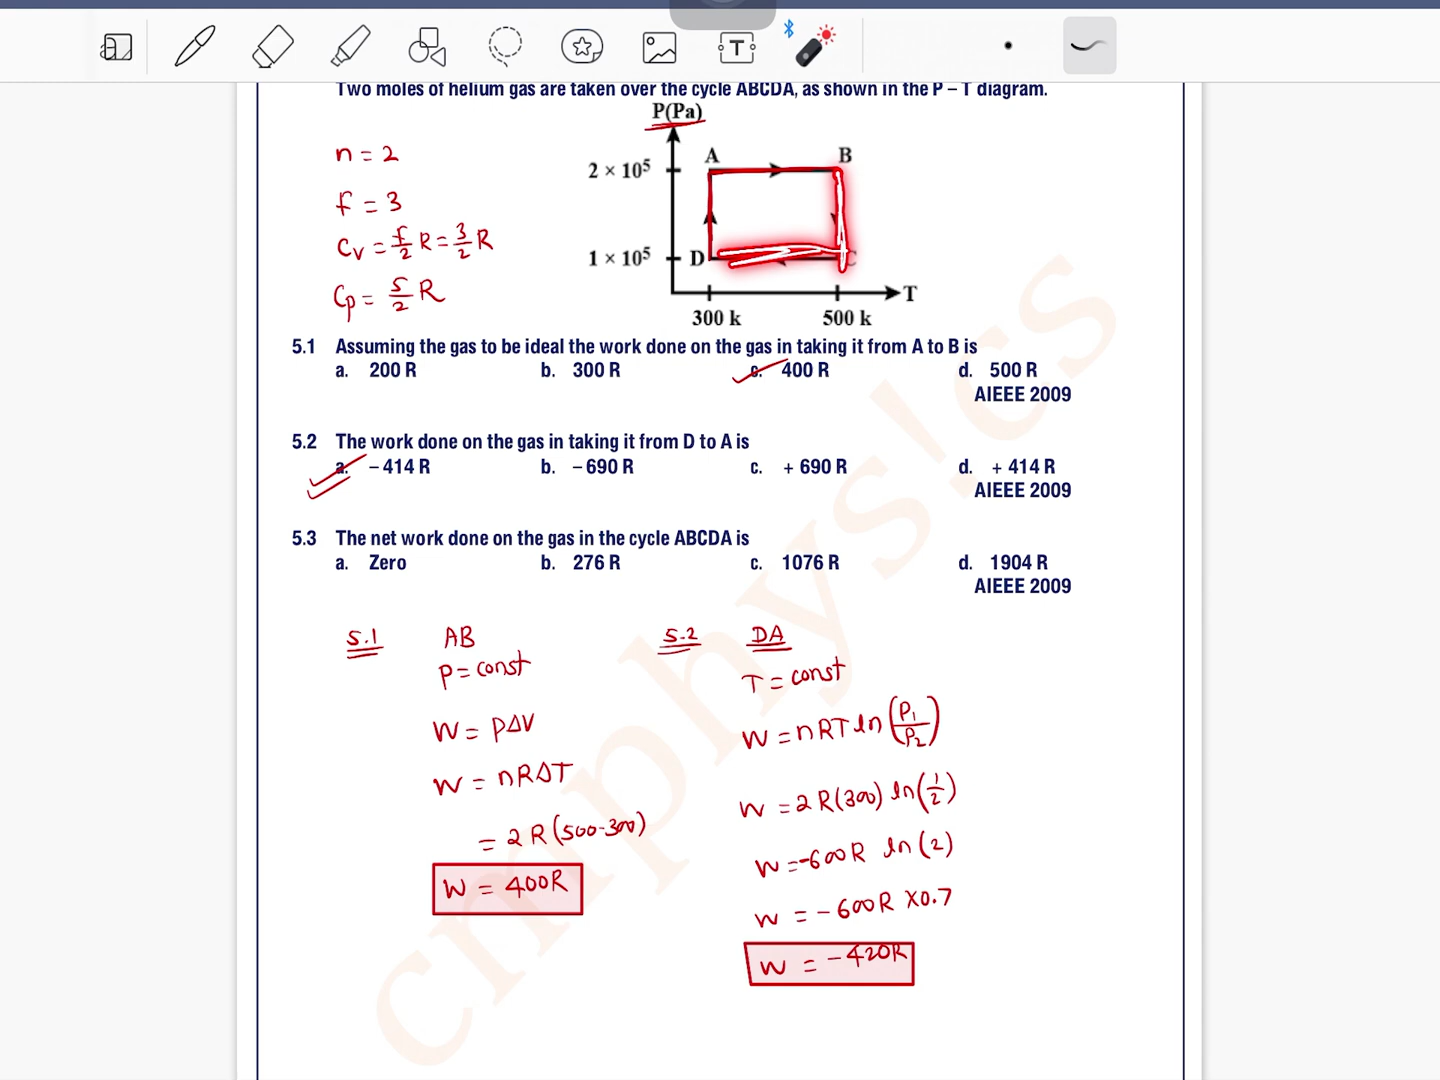 Two moles of helium gas are taken over the cycle ABCDA, as shown in the P – T diagram.
P(Pa)
n = 2
A
B
2 × 10⁵
f = 3
Cv = f/2 R = 3/2 R
1 × 10⁵
D
C
Cp = 5/2 R
T
300 k
500 k
5.1 Assuming the gas to be ideal the work done on the gas in taking it from A to B is
a. 200 R b. 300 R c. 400 R d. 500 R
AIEEE 2009
5.2 The work done on the gas in taking it from D to A is
a. – 414 R b. – 690 R c. + 690 R d. + 414 R
AIEEE 2009
5.3 The net work done on the gas in the cycle ABCDA is
a. Zero b. 276 R c. 1076 R d. 1904 R
AIEEE 2009
5.1 AB
P = const
W = PΔV
W = nRΔT
= 2R(500-300)
W = 400R
5.2 DA
T = const
W = nRT ln(P₁/P₂)
W = 2R(300) ln(1/2)
W = -600R ln(2)
W = -600R X0.7
W = -420R
cmphys!cs